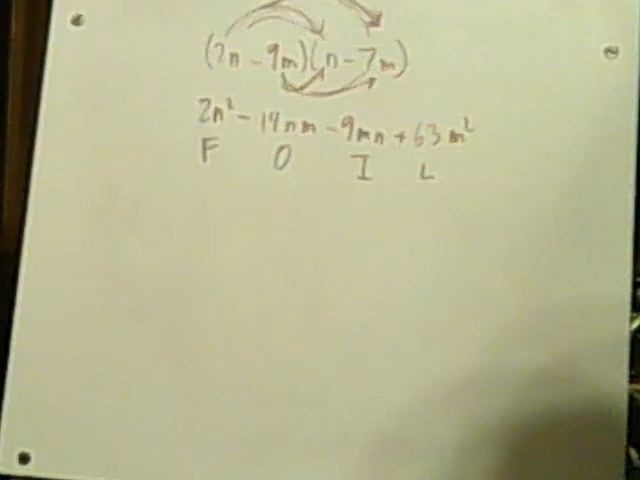 (2n - 9m)(n - 7m)
2n² - 14nm - 9mn + 63m²
F O I L